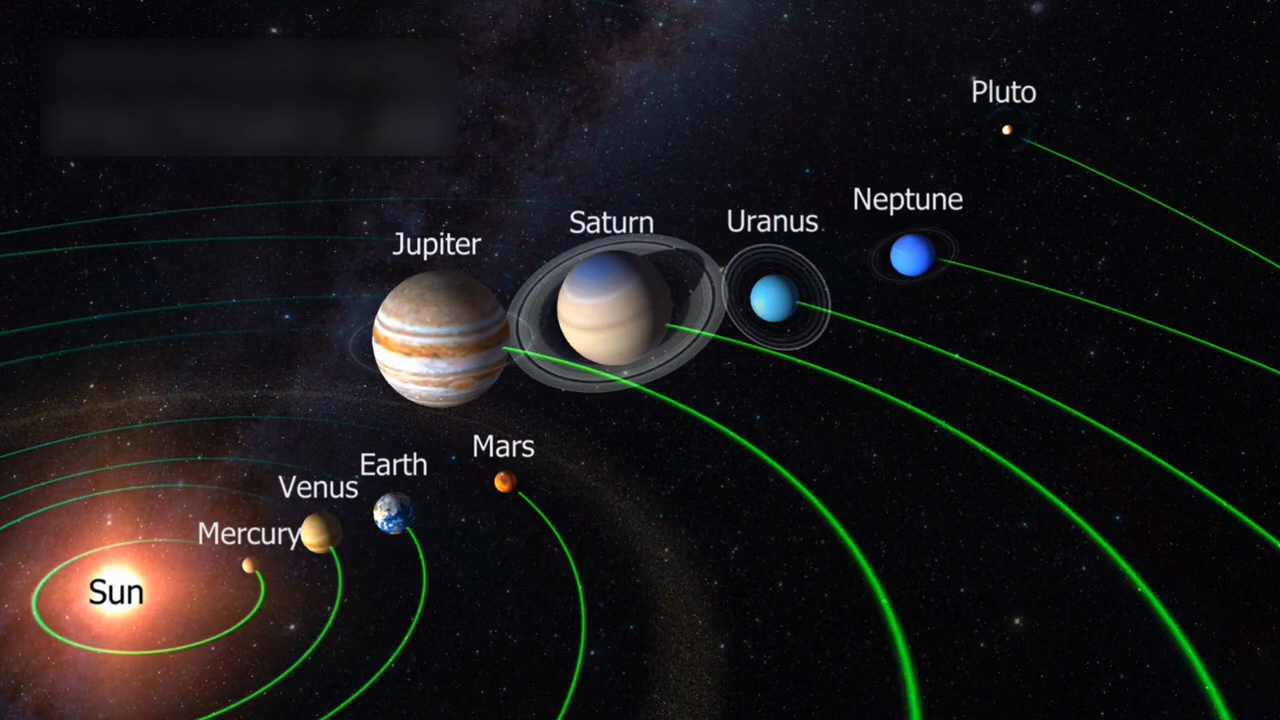 Pluto
Neptune
Uranus
Saturn
Jupiter
Mars
Earth
Venus
Mercury
Sun